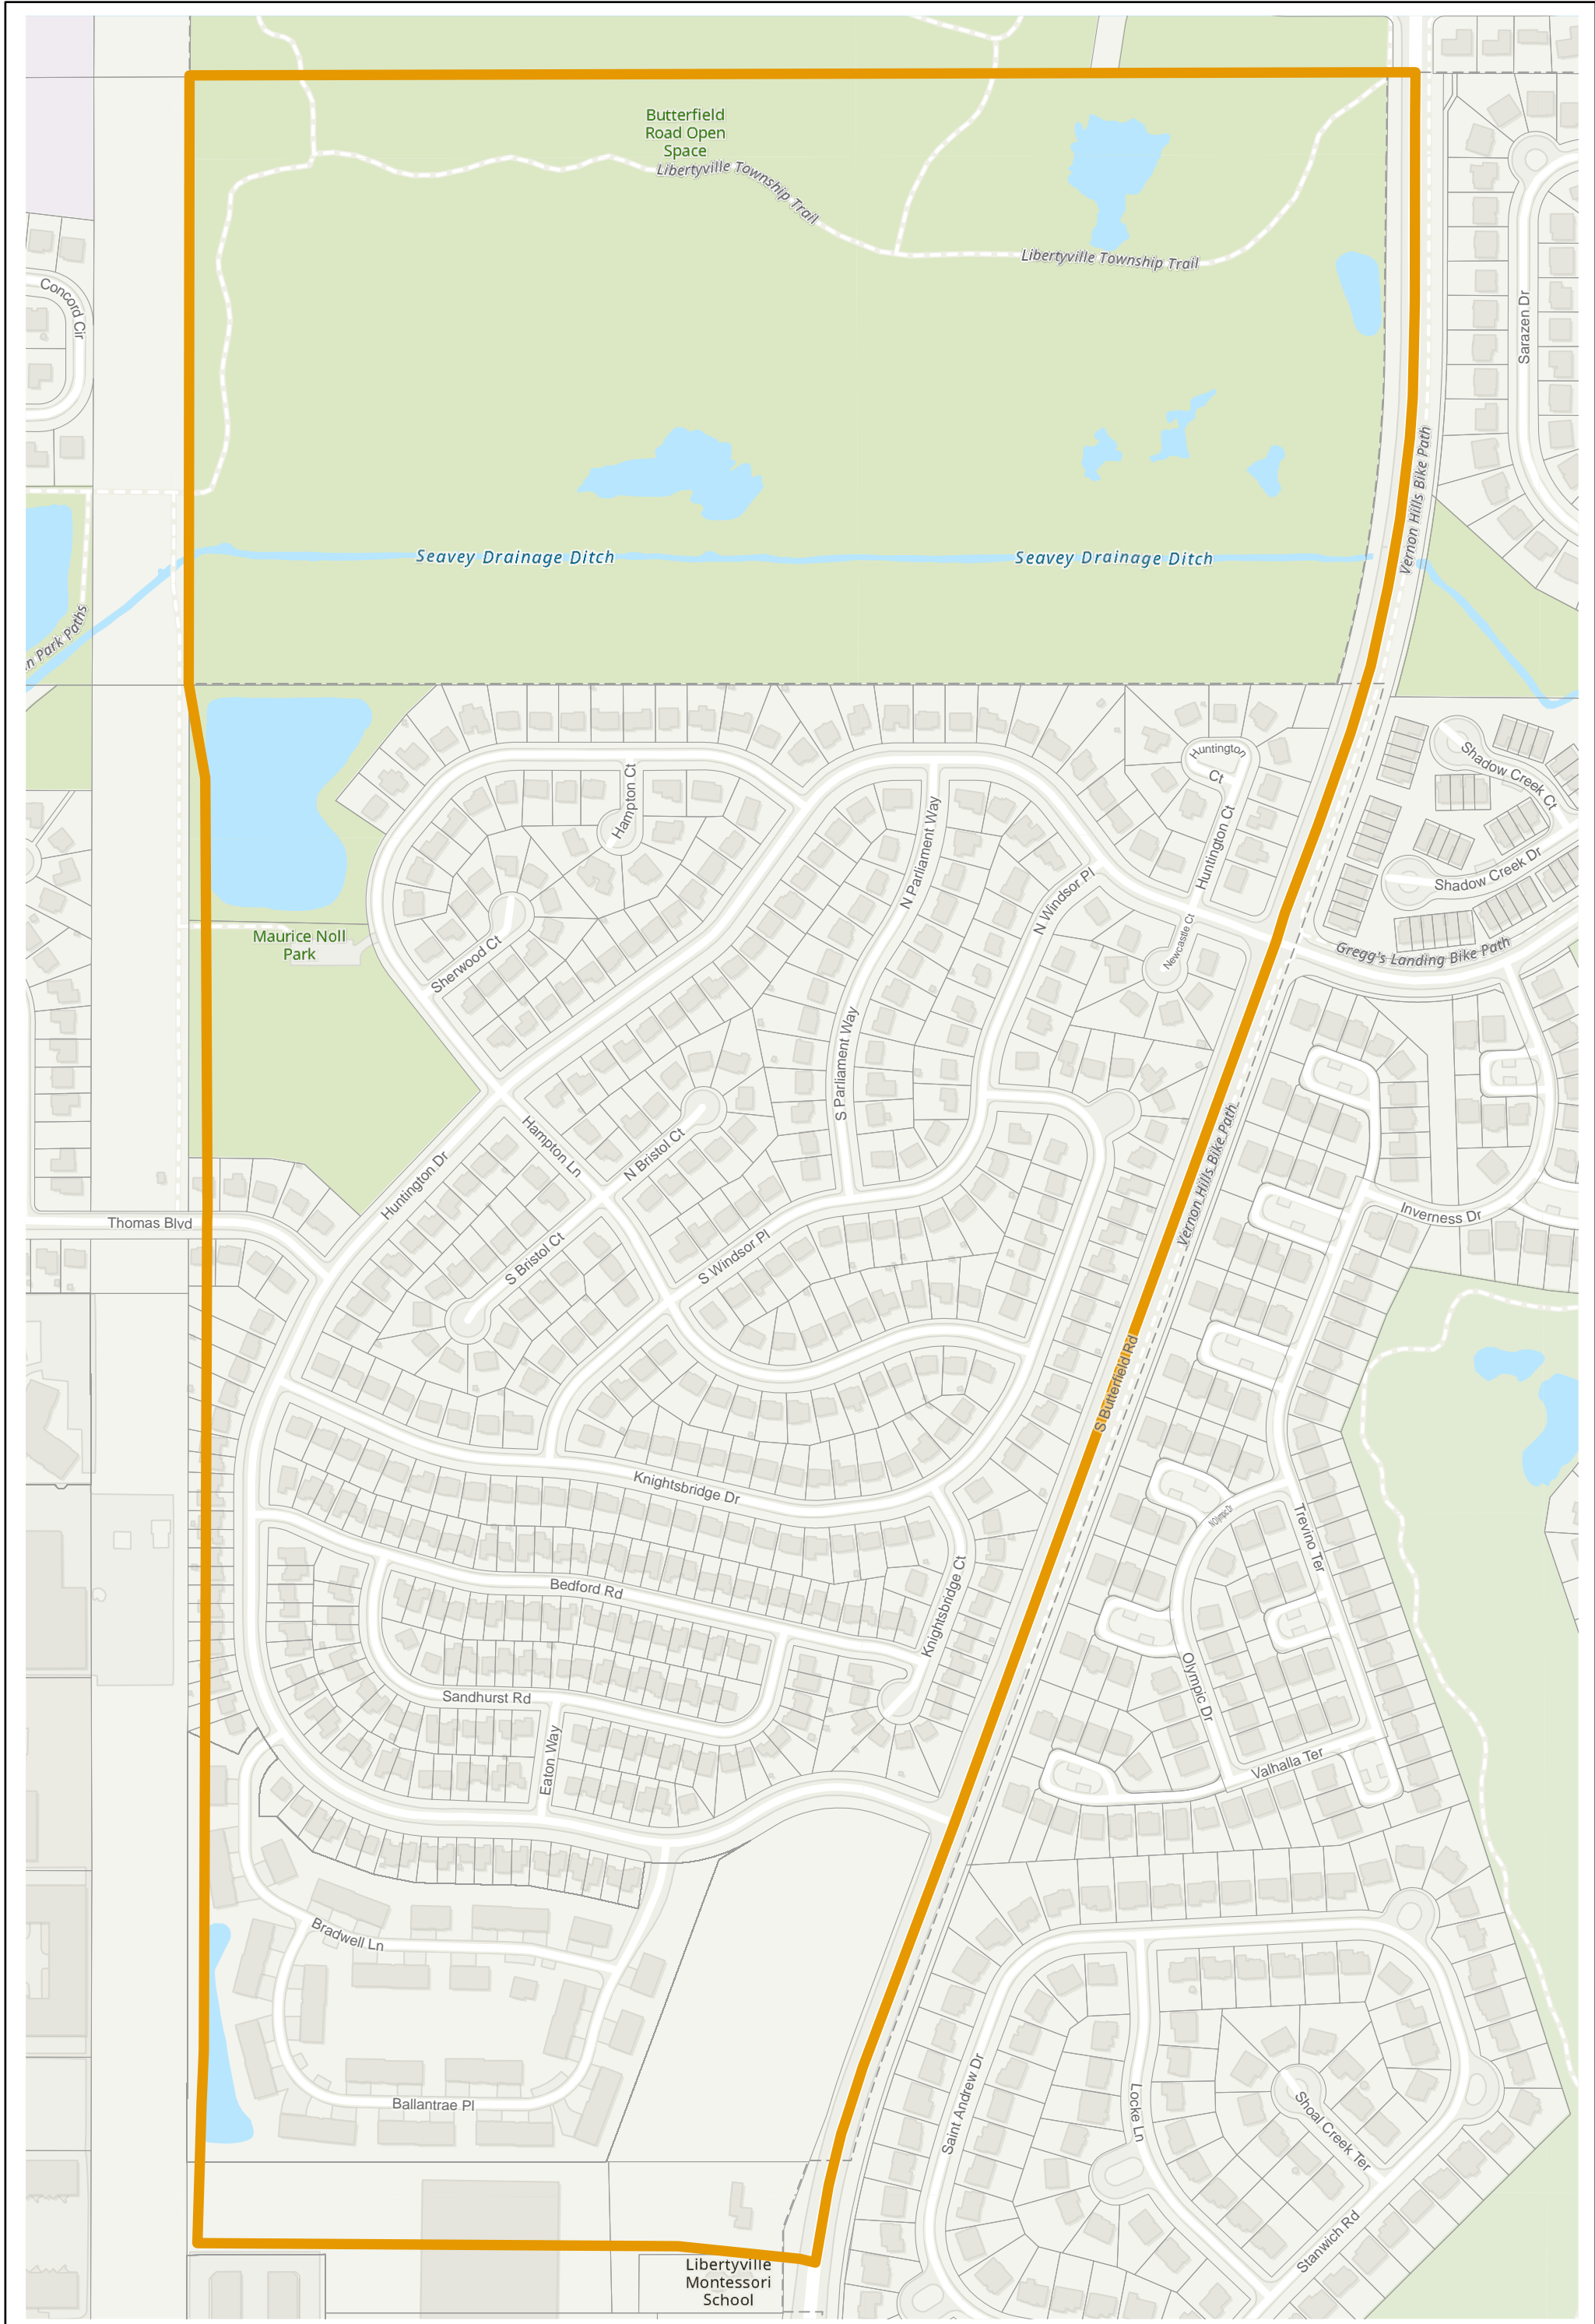 Butterfield
Road Open
Space
Libertyville Township Trail
Libertyville Township Trail
Concord Cir
Sarazen Dr
Vernon Hills Bike Path
Seavey Drainage Ditch
Seavey Drainage Ditch
n Park Paths
Huntington
Ct
Shadow Creek Ct
Hampton Ct
N Parliament Way
Huntington Ct
Shadow Creek Dr
N Windsor Pl
Newcastle Ct
Gregg's Landing Bike Path
Maurice Noll
Park
Sherwood Ct
S Parliament Way
Hampton Ln
N Bristol Ct
Vernon Hills Bike Path
Huntington Dr
Thomas Blvd
Inverness Dr
S Bristol Ct
S Windsor Pl
S Butterfield Rd
Knightsbridge Dr
N Olympic Dr
Trevino Ter
Bedford Rd
Knightsbridge Ct
Sandhurst Rd
Olympic Dr
Eaton Way
Valhalla Ter
Bradwell Ln
Ballantrae Pl
Saint Andrew Dr
Locke Ln
Shoal Creek Ter
Stanwich Rd
Libertyville
Montessori
School